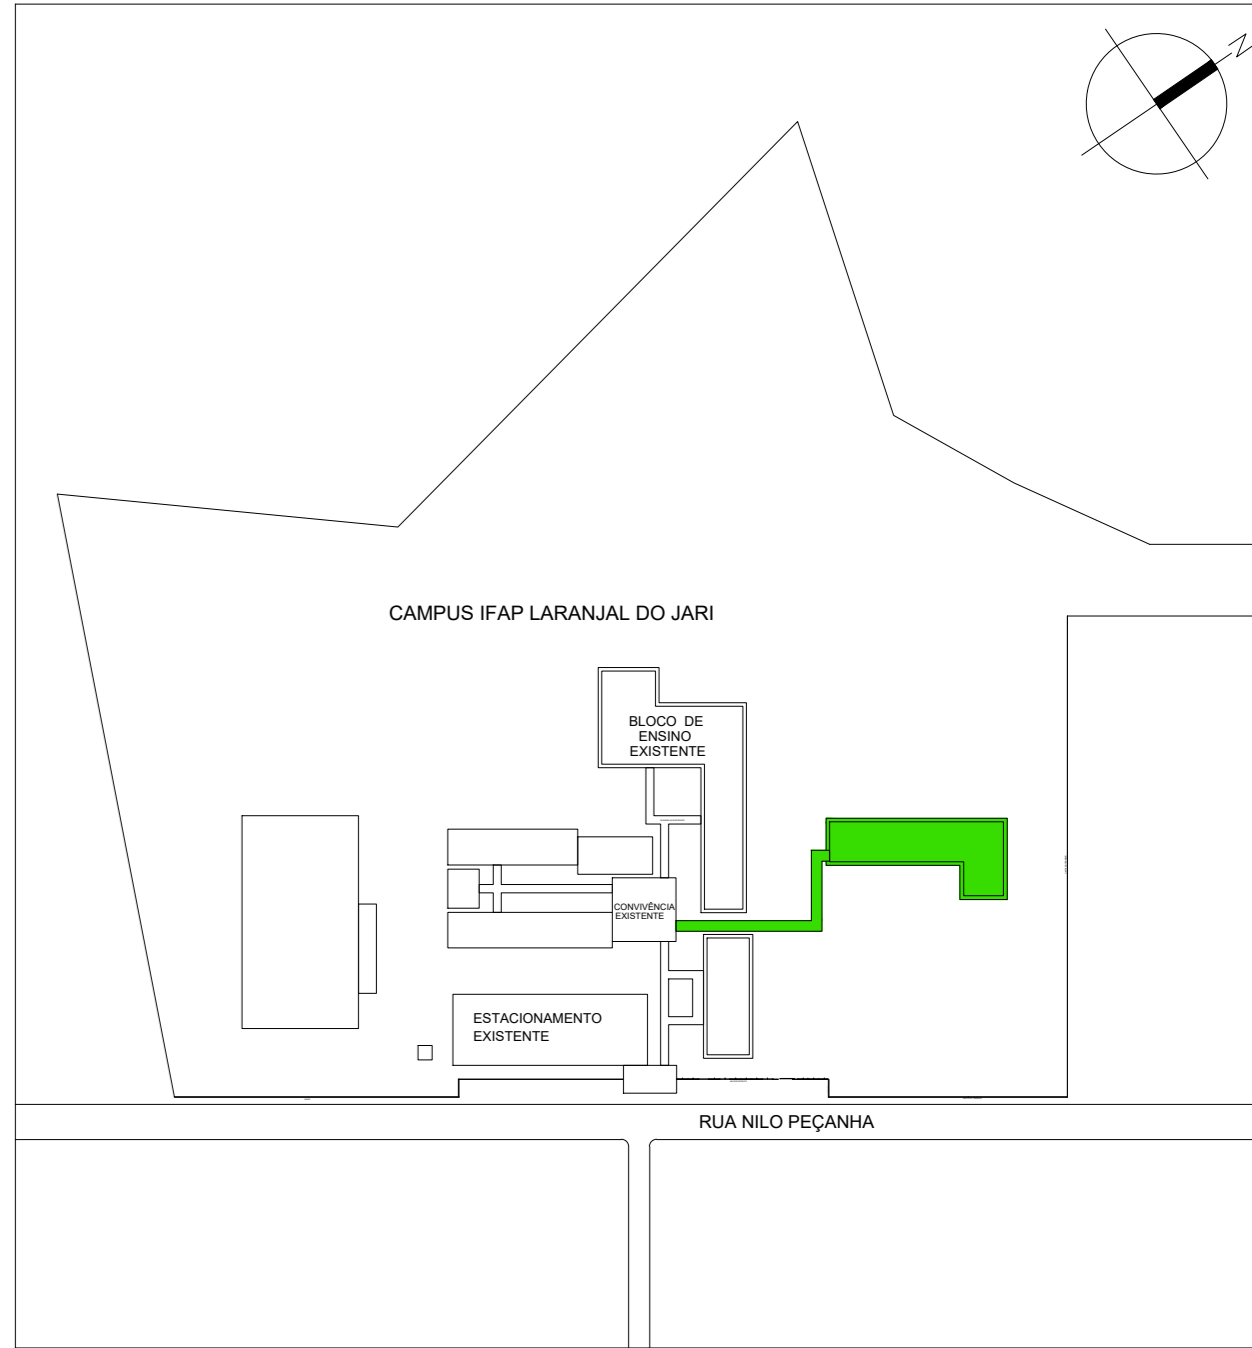 N
CAMPUS IFAP LARANJAL DO JARI
BLOCO DE
ENSINO
EXISTENTE
CONVIVÊNCIA
EXISTENTE
ESTACIONAMENTO
EXISTENTE
RUA NILO PEÇANHA